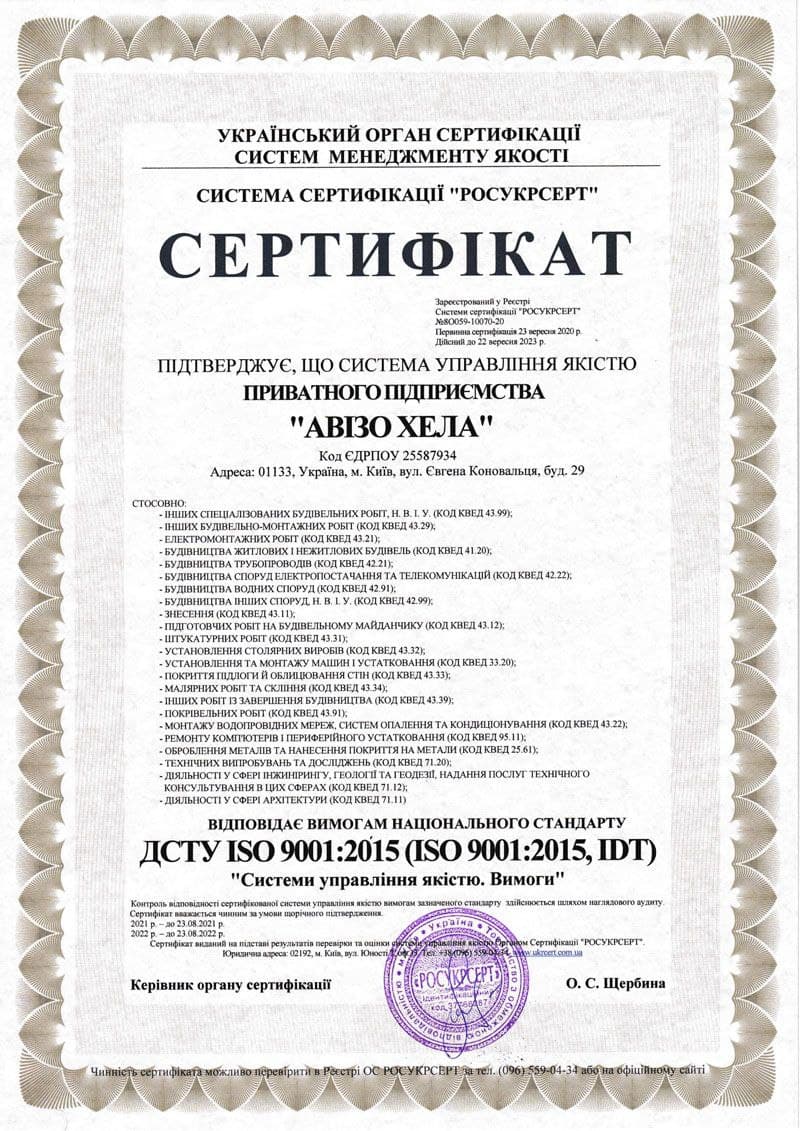 УКРАЇНСЬКИЙ ОРГАН СЕРТИФІКАЦІЇ
СИСТЕМ МЕНЕДЖМЕНТУ ЯКОСТІ
СИСТЕМА СЕРТИФІКАЦІЇ "РОСУКРСЕРТ"
СЕРТИФІКАТ
Зареєстрований у Реєстрі
Системи сертифікації "РОСУКРСЕРТ"
№8О059-10070-20
Первинна сертифікація 23 вересня 2020 р.
Дійсний до 22 вересня 2023 р.
ПІДТВЕРДЖУЄ, ЩО СИСТЕМА УПРАВЛІННЯ ЯКІСТЮ
ПРИВАТНОГО ПІДПРИЄМСТВА
"АВІЗО ХЕЛА"
Код ЄДРПОУ 25587934
Адреса: 01133, Україна, м. Київ, вул. Євгена Коновальця, буд. 29
СТОСОВНО:
- ІНШИХ СПЕЦІАЛІЗОВАНИХ БУДІВЕЛЬНИХ РОБІТ, Н. В. І. У. (КОД КВЕД 43.99);
- ІНШИХ БУДІВЕЛЬНО-МОНТАЖНИХ РОБІТ (КОД КВЕД 43.29);
- ЕЛЕКТРОМОНТАЖНИХ РОБІТ (КОД КВЕД 43.21);
- БУДІВНИЦТВА ЖИТЛОВИХ І НЕЖИТЛОВИХ БУДІВЕЛЬ (КОД КВЕД 41.20);
- БУДІВНИЦТВА ТРУБОПРОВОДІВ (КОД КВЕД 42.21);
- БУДІВНИЦТВА СПОРУД ЕЛЕКТРОПОСТАЧАННЯ ТА ТЕЛЕКОМУНІКАЦІЙ (КОД КВЕД 42.22);
- БУДІВНИЦТВА ВОДНИХ СПОРУД (КОД КВЕД 42.91);
- БУДІВНИЦТВА ІНШИХ СПОРУД, Н. В. І. У. (КОД КВЕД 42.99);
- ЗНЕСЕННЯ (КОД КВЕД 43.11);
- ПІДГОТОВЧИХ РОБІТ НА БУДІВЕЛЬНОМУ МАЙДАНЧИКУ (КОД КВЕД 43.12);
- ШТУКАТУРНИХ РОБІТ (КОД КВЕД 43.31);
- УСТАНОВЛЕННЯ СТОЛЯРНИХ ВИРОБІВ (КОД КВЕД 43.32);
- УСТАНОВЛЕННЯ ТА МОНТАЖУ МАШИН І УСТАТКОВАННЯ (КОД КВЕД 33.20);
- ПОКРИТТЯ ПІДЛОГИ Й ОБЛИЦЮВАННЯ СТІН (КОД КВЕД 43.33);
- МАЛЯРНИХ РОБІТ ТА СКЛІННЯ (КОД КВЕД 43.34);
- ІНШИХ РОБІТ ІЗ ЗАВЕРШЕННЯ БУДІВНИЦТВА (КОД КВЕД 43.39);
- ПОКРІВЕЛЬНИХ РОБІТ (КОД КВЕД 43.91);
- МОНТАЖУ ВОДОПРОВІДНИХ МЕРЕЖ, СИСТЕМ ОПАЛЕННЯ ТА КОНДИЦІОНУВАННЯ (КОД КВЕД 43.22);
- РЕМОНТУ КОМП'ЮТЕРІВ І ПЕРИФЕРІЙНОГО УСТАТКОВАННЯ (КОД КВЕД 95.11);
- ОБРОБЛЕННЯ МЕТАЛІВ ТА НАНЕСЕННЯ ПОКРИТТЯ НА МЕТАЛИ (КОД КВЕД 25.61);
- ТЕХНІЧНИХ ВИПРОБУВАНЬ ТА ДОСЛІДЖЕНЬ (КОД КВЕД 71.20);
- ДІЯЛЬНОСТІ У СФЕРІ ІНЖИНІРИНГУ, ГЕОЛОГІЇ ТА ГЕОДЕЗІЇ, НАДАННЯ ПОСЛУГ ТЕХНІЧНОГО
КОНСУЛЬТУВАННЯ В ЦИХ СФЕРАХ (КОД КВЕД 71.12);
- ДІЯЛЬНОСТІ У СФЕРІ АРХІТЕКТУРИ (КОД КВЕД 71.11)
ВІДПОВІДАЄ ВИМОГАМ НАЦІОНАЛЬНОГО СТАНДАРТУ
ДСТУ ISO 9001:2015 (ISO 9001:2015, IDT)
"Системи управління якістю. Вимоги"
Контроль відповідності сертифікованої системи управління якістю вимогам зазначеного стандарту здійснюється шляхом наглядового аудиту.
Сертифікат вважається чинним за умови щорічного підтвердження.
2021 р. – до 23.08.2021 р.
2022 р. – до 23.08.2022 р.
Сертифікат виданий на підставі результатів перевірки та оцінки системи управління якістю Органом Сертифікації "РОСУКРСЕРТ".
Юридична адреса: 02192, м. Київ, вул. Юності Тел. +38(096) 559-04-34, www.ukrcert.com.ua
Україна
"РОСУКРСЕРТ"
Ідентифікаційний
код
Керівник органу сертифікації
О. С. Щербина
Чинність сертифіката можливо перевірити в Реєстрі ОС РОСУКРСЕРТ за тел. (096) 559-04-34 або на офіційному сайті